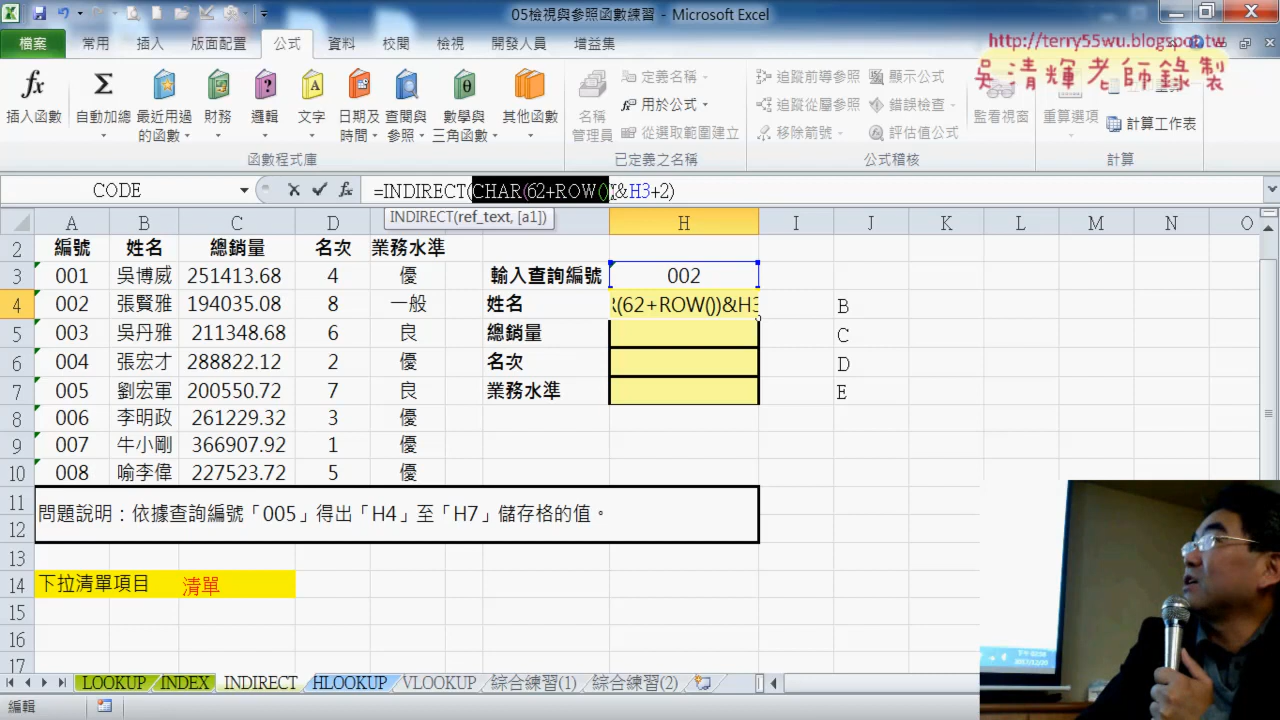 05檢視與參照函數練習 - Microsoft Excel
檔案 常用 插入 版面配置 公式 資料 校閱 檢視 開發人員 增益集
http://terry55wu.blogspot.tw
吳清輝老師錄製
插入函數 自動加總 最近用過的函數 財務 邏輯 文字 日期及時間 查閱與參照 數學與三角函數 其他函數
名稱管理員 定義名稱 用於公式 從選取範圍建立
追蹤前導參照 追蹤從屬參照 移除箭號 顯示公式 錯誤檢查 評估值公式
監看視窗 重算選項 計算工作表
函數程式庫 已定義之名稱 公式稽核 計算
CODE =INDIRECT(CHAR(62+ROW())&H3+2)
INDIRECT(ref_text, [a1])
A B C D H I J K L M N O
2 編號 姓名 總銷量 名次 業務水準
3 001 吳博威 251413.68 4 優 輸入查詢編號 002
4 002 張賢雅 194035.08 8 一般 姓名 (62+ROW())&H3 B
5 003 吳丹雅 211348.68 6 良 總銷量 C
6 004 張宏才 288822.12 2 優 名次 D
7 005 劉宏軍 200550.72 7 良 業務水準 E
8 006 李明政 261229.32 3 優
9 007 牛小剛 366907.92 1 優
10 008 喻李偉 227523.72 5 優
11 問題說明：依據查詢編號「005」得出「H4」至「H7」儲存格的值。
12
13
14 下拉清單項目 清單
15
16
17
LOOKUP INDEX INDIRECT HLOOKUP VLOOKUP 綜合練習(1) 綜合練習(2)
編輯